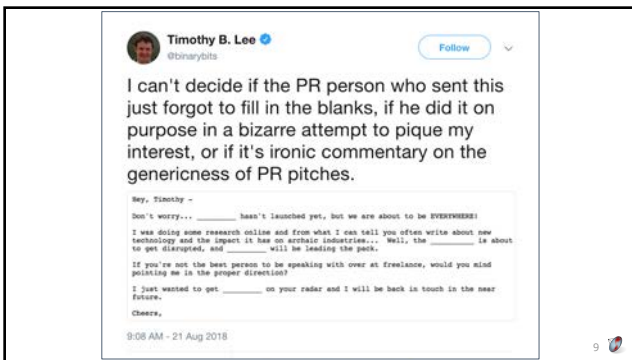 Timothy B. Lee
@binarybits
Follow
I can't decide if the PR person who sent this
just forgot to fill in the blanks, if he did it on
purpose in a bizarre attempt to pique my
interest, or if it's ironic commentary on the
genericness of PR pitches.
Hey, Timothy –
Don't worry... ________ hasn't launched yet, but we are about to be EVERYWHERE!
I was doing some research online and from what I can tell you often write about new
technology and the impact it has on archaic industries... Well, the ________ is about
to get disrupted, and ________ will be leading the pack.
If you're not the best person to be speaking with over at freelance, would you mind
pointing me in the proper direction?
I just wanted to get ________ on your radar and I will be back in touch in the near
future.
Cheers,
9:08 AM - 21 Aug 2018
9